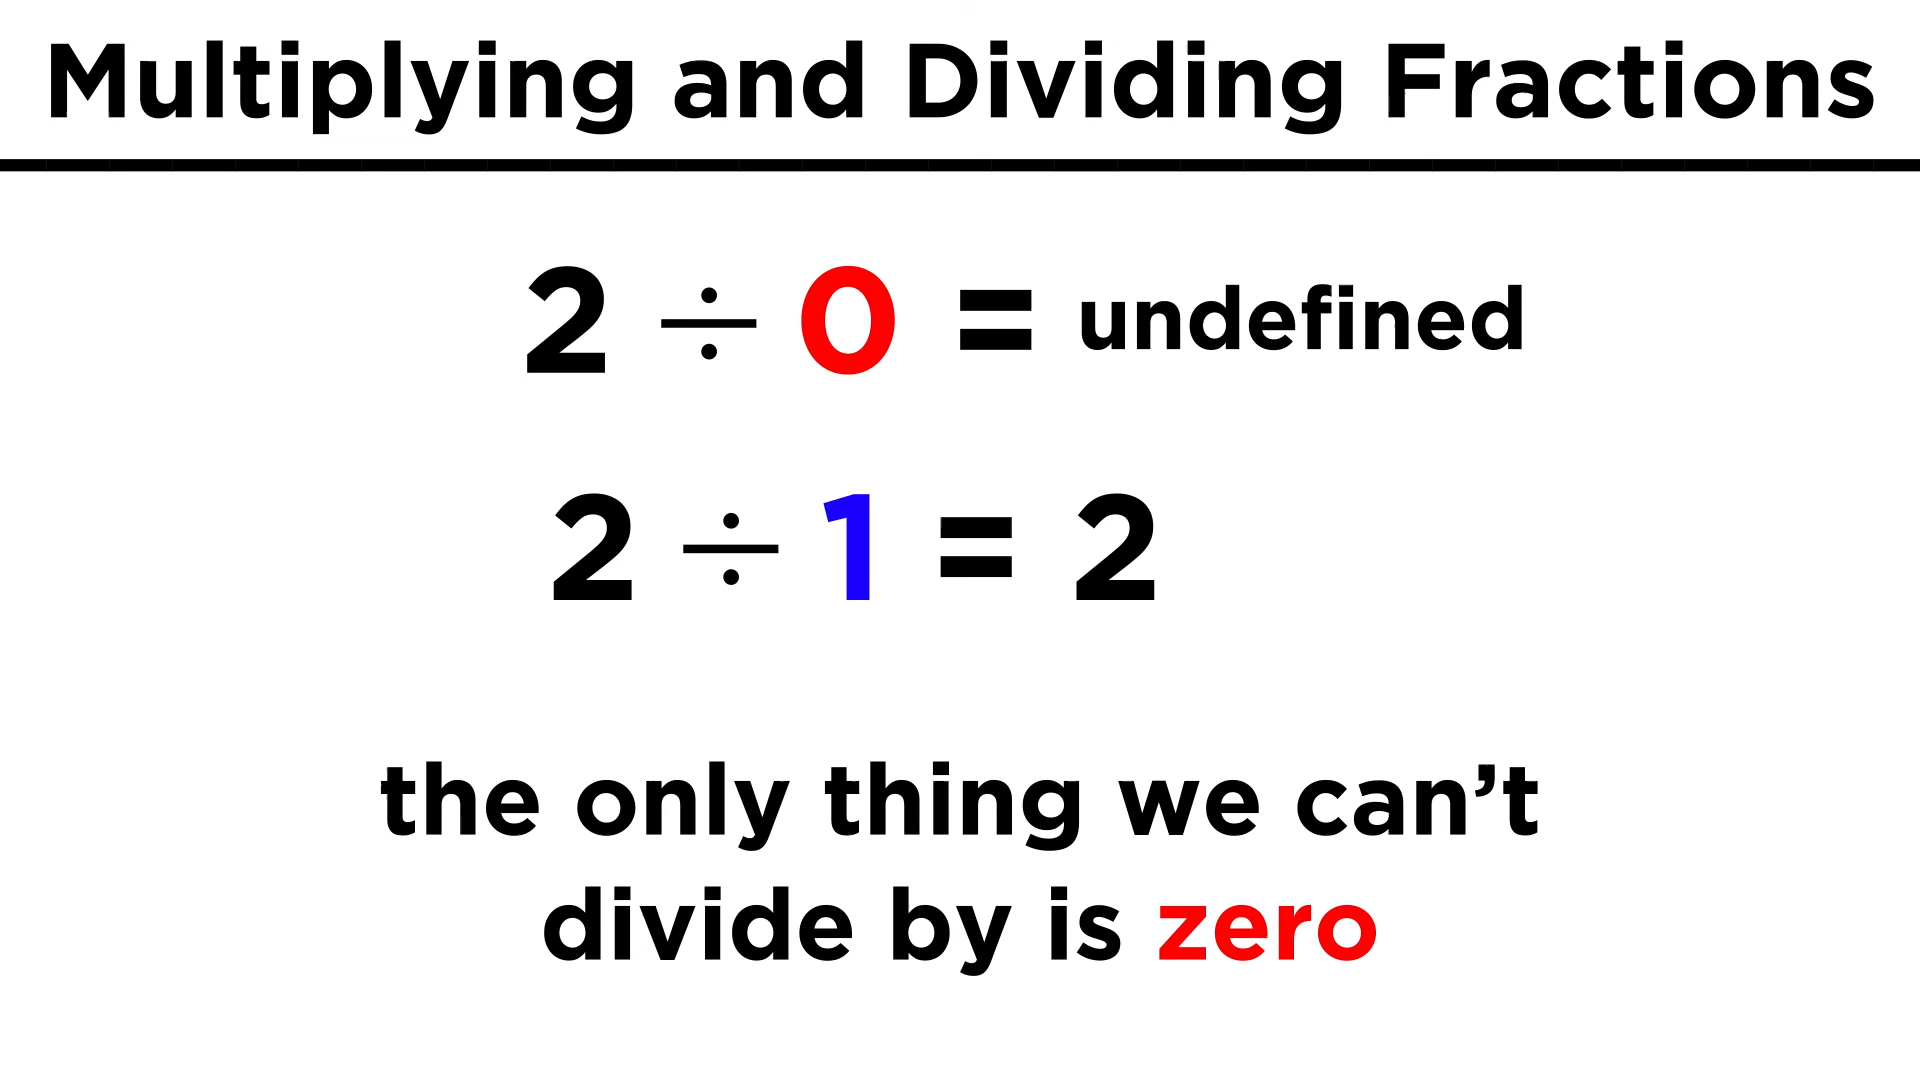 Multiplying and Dividing Fractions
2 ÷ 0 = undefined
2 ÷ 1 = 2
the only thing we can’t
divide by is zero